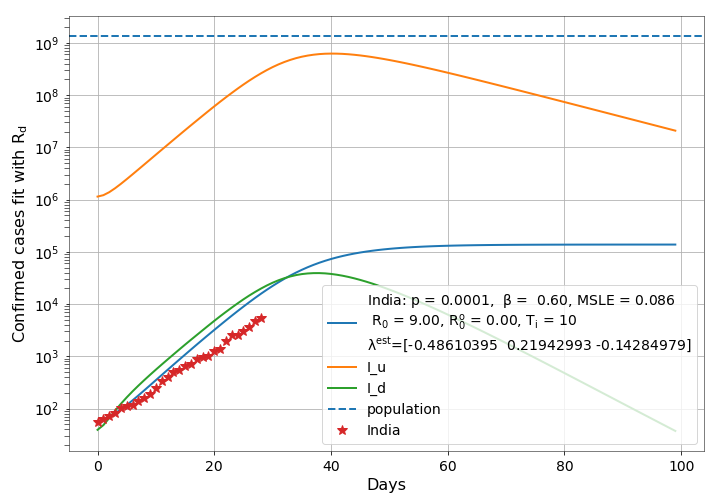 10⁹
10⁸
10⁷
10⁶
10⁵
10⁴
10³
10²
Confirmed cases fit with R_d
India: p = 0.0001, β = 0.60, MSLE = 0.086
R₀ = 9.00, R₀ᵒ = 0.00, Tᵢ = 10
λᵉˢᵗ=[-0.48610395 0.21942993 -0.14284979]
I_u
I_d
population
India
0 20 40 60 80 100
Days